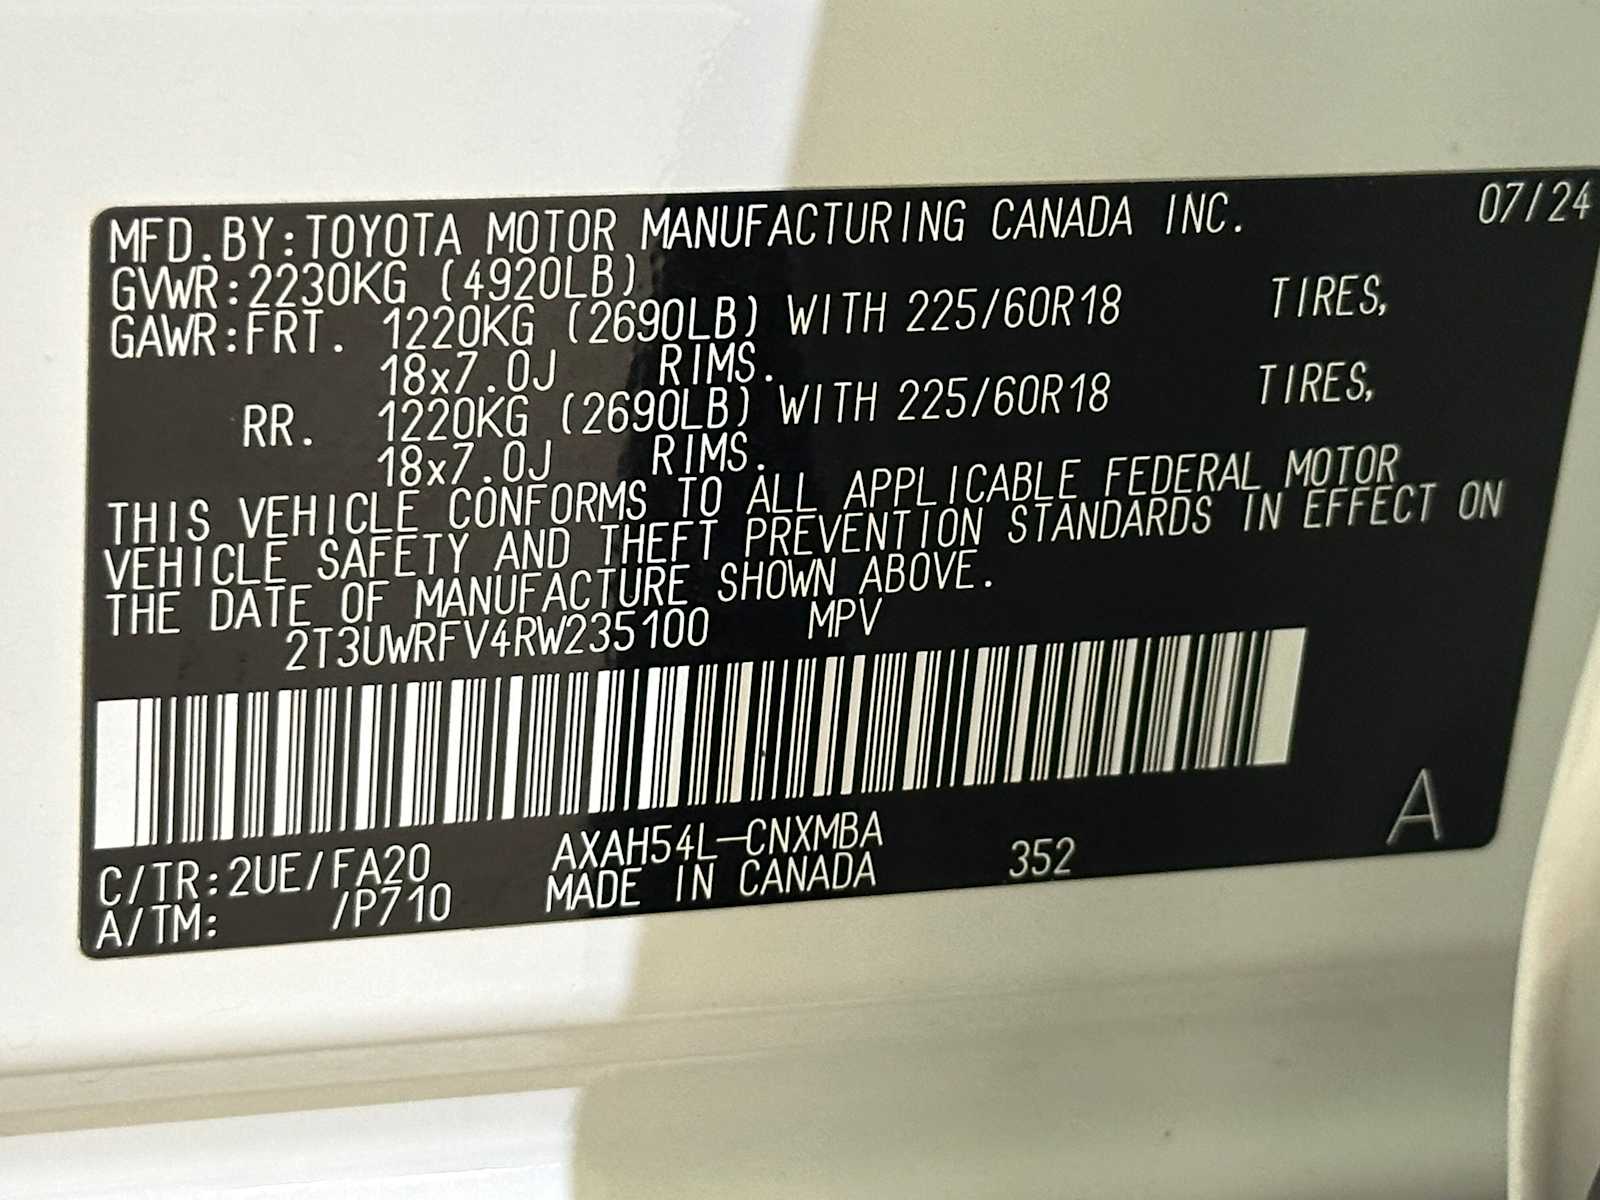 MFD.BY:TOYOTA MOTOR MANUFACTURING CANADA INC. 07/24
GVWR:2230KG (4920LB)
GAWR:FRT. 1220KG (2690LB) WITH 225/60R18 TIRES,
18x7.0J RIMS.
RR. 1220KG (2690LB) WITH 225/60R18 TIRES,
18x7.0J RIMS.
THIS VEHICLE CONFORMS TO ALL APPLICABLE FEDERAL MOTOR
VEHICLE SAFETY AND THEFT PREVENTION STANDARDS IN EFFECT ON
THE DATE OF MANUFACTURE SHOWN ABOVE.
2T3UWRFV4RW235100 MPV
C/TR:2UE/FA20 AXAH54L-CNXMBA 352 A
A/TM: /P710 MADE IN CANADA